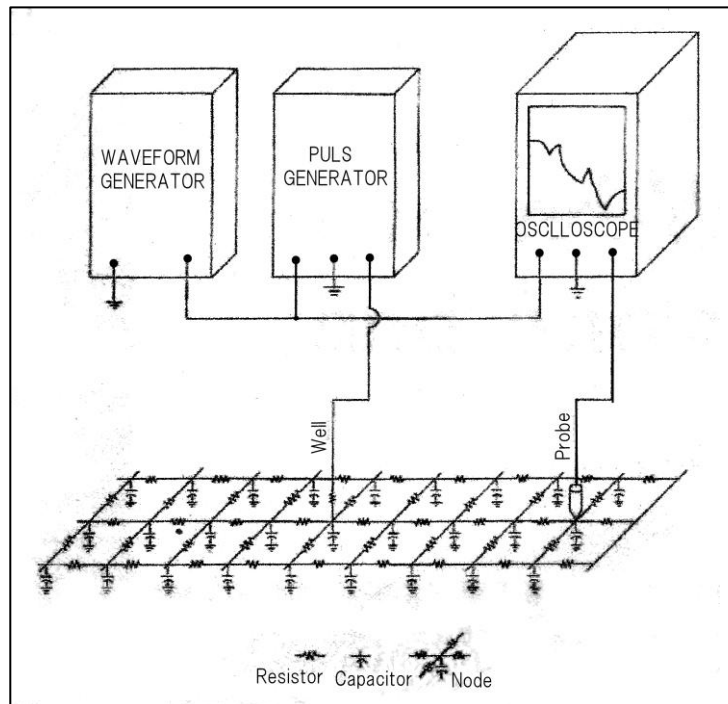 WAVEFORM
GENERATOR
PULS
GENERATOR
OSCLLOSCOPE
Well
Probe
Resistor Capacitor Node